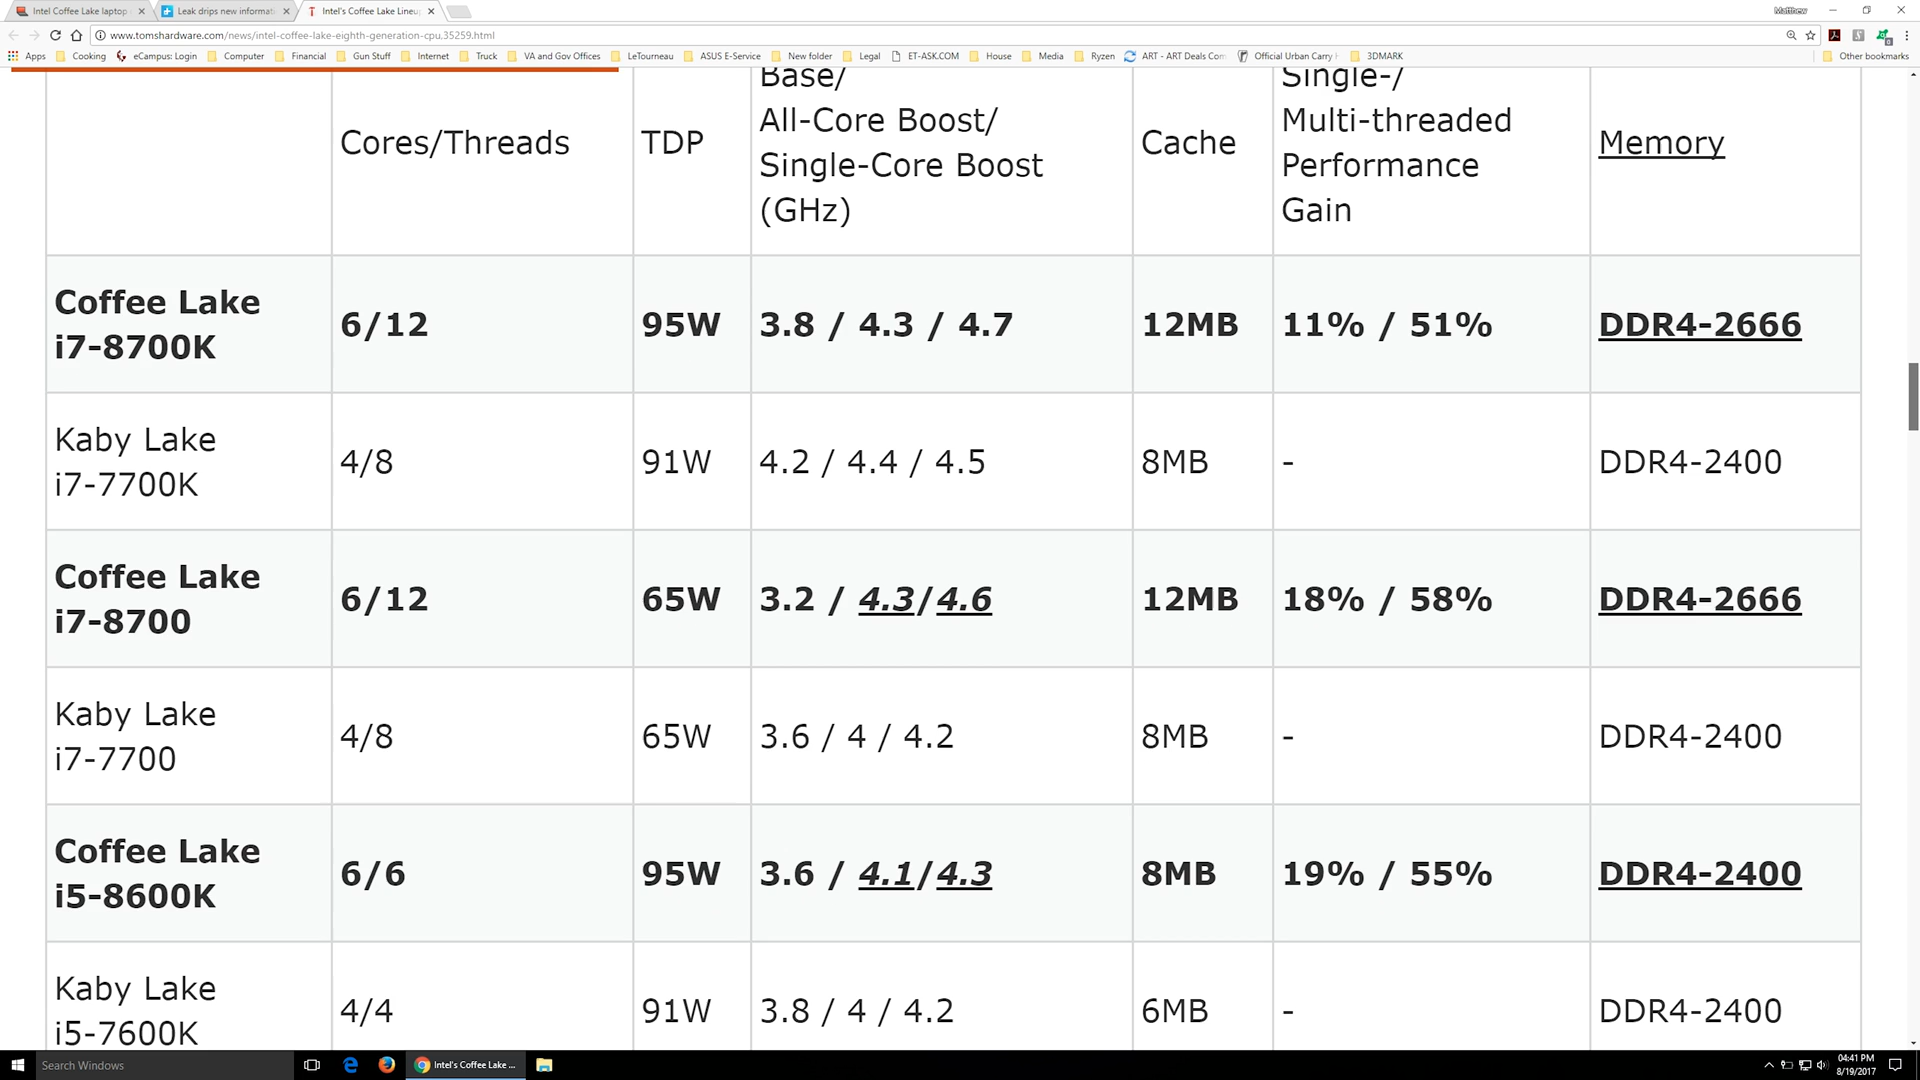 Intel Coffee Lake laptop
Leak drips new informati
Intel's Coffee Lake Lineup
Matthew
www.tomshardware.com/news/intel-coffee-lake-eighth-generation-cpu,35259.html
Apps
Cooking
eCampus: Login
Computer
Financial
Gun Stuff
Internet
Truck
VA and Gov Offices
LeTourneau
ASUS E-Service
New folder
Legal
ET-ASK.COM
House
Media
Ryzen
ART - ART Deals Com
Official Urban Carry H
3DMARK
Other bookmarks
Cores/Threads
TDP
Base/
All-Core Boost/
Single-Core Boost
(GHz)
Cache
Single-/
Multi-threaded
Performance
Gain
Memory
Coffee Lake
i7-8700K
6/12
95W
3.8 / 4.3 / 4.7
12MB
11% / 51%
DDR4-2666
Kaby Lake
i7-7700K
4/8
91W
4.2 / 4.4 / 4.5
8MB
-
DDR4-2400
Coffee Lake
i7-8700
6/12
65W
3.2 / 4.3/4.6
12MB
18% / 58%
DDR4-2666
Kaby Lake
i7-7700
4/8
65W
3.6 / 4 / 4.2
8MB
-
DDR4-2400
Coffee Lake
i5-8600K
6/6
95W
3.6 / 4.1/4.3
8MB
19% / 55%
DDR4-2400
Kaby Lake
i5-7600K
4/4
91W
3.8 / 4 / 4.2
6MB
-
DDR4-2400
Search Windows
Intel's Coffee Lake ...
04:41 PM
8/19/2017